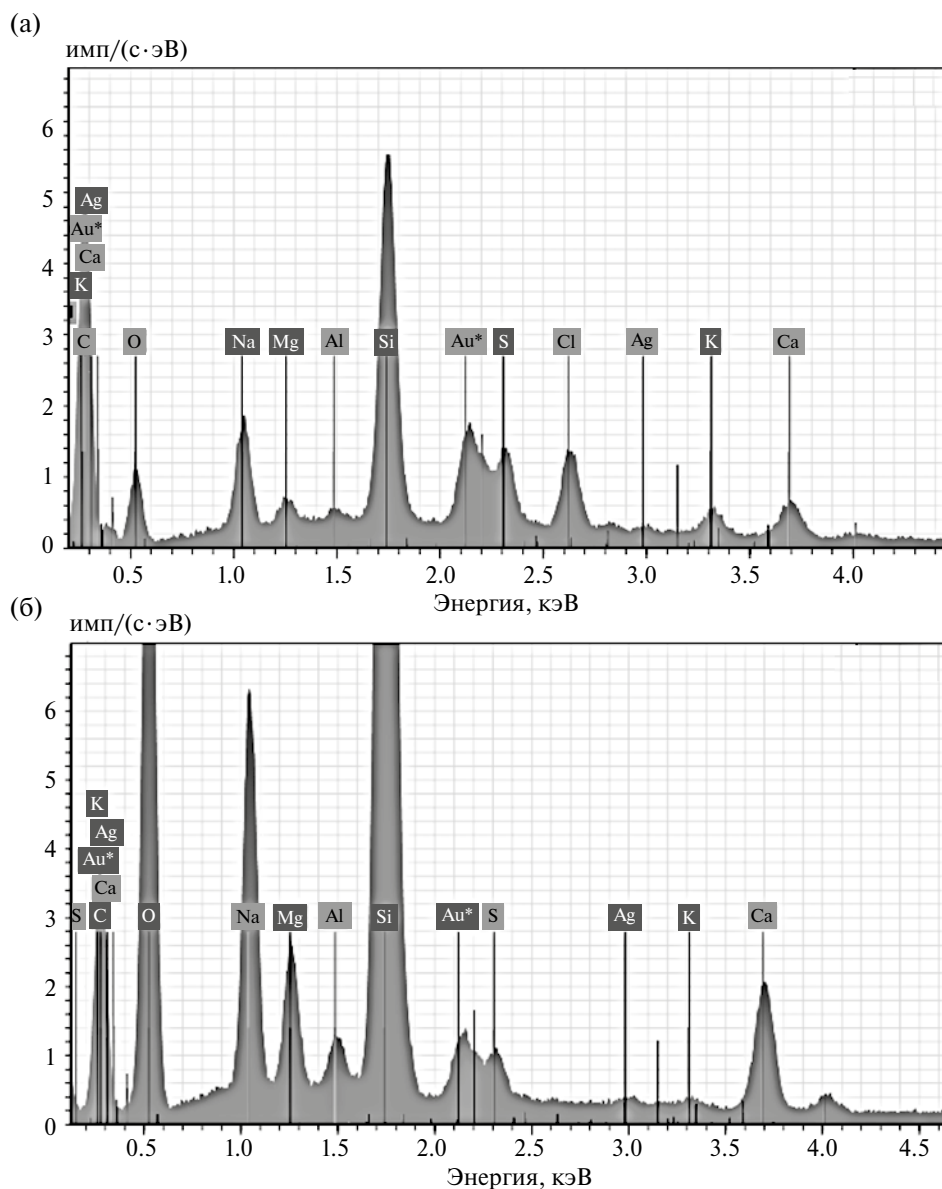 (а)
имп/(с·эВ)
6
5
Ag
Au*
4
Ca
K
3
C O Na Mg Al Si Au* S Cl Ag K Ca
2
1
0
0.5 1.0 1.5 2.0 2.5 3.0 3.5 4.0
Энергия, кэВ
(б)
имп/(с·эВ)
6
5
K
4
Ag
Au*
Ca
3
S C O Na Mg Al Si Au* S Ag K Ca
2
1
0
0.5 1.0 1.5 2.0 2.5 3.0 3.5 4.0 4.5
Энергия, кэВ